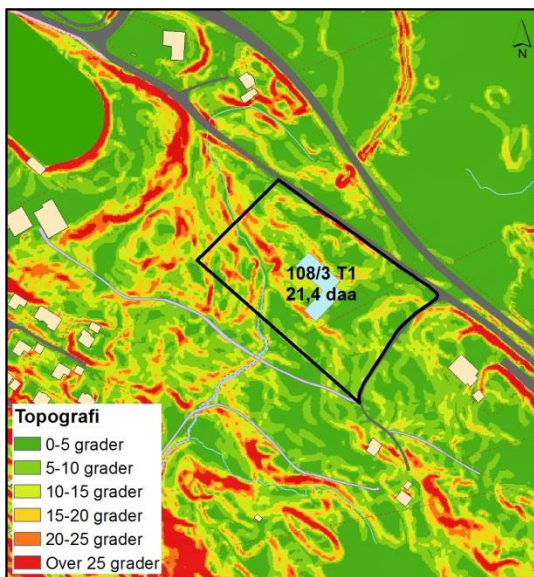 N
108/3 T1
21,4 daa
Topografi
0-5 grader
5-10 grader
10-15 grader
15-20 grader
20-25 grader
Over 25 grader